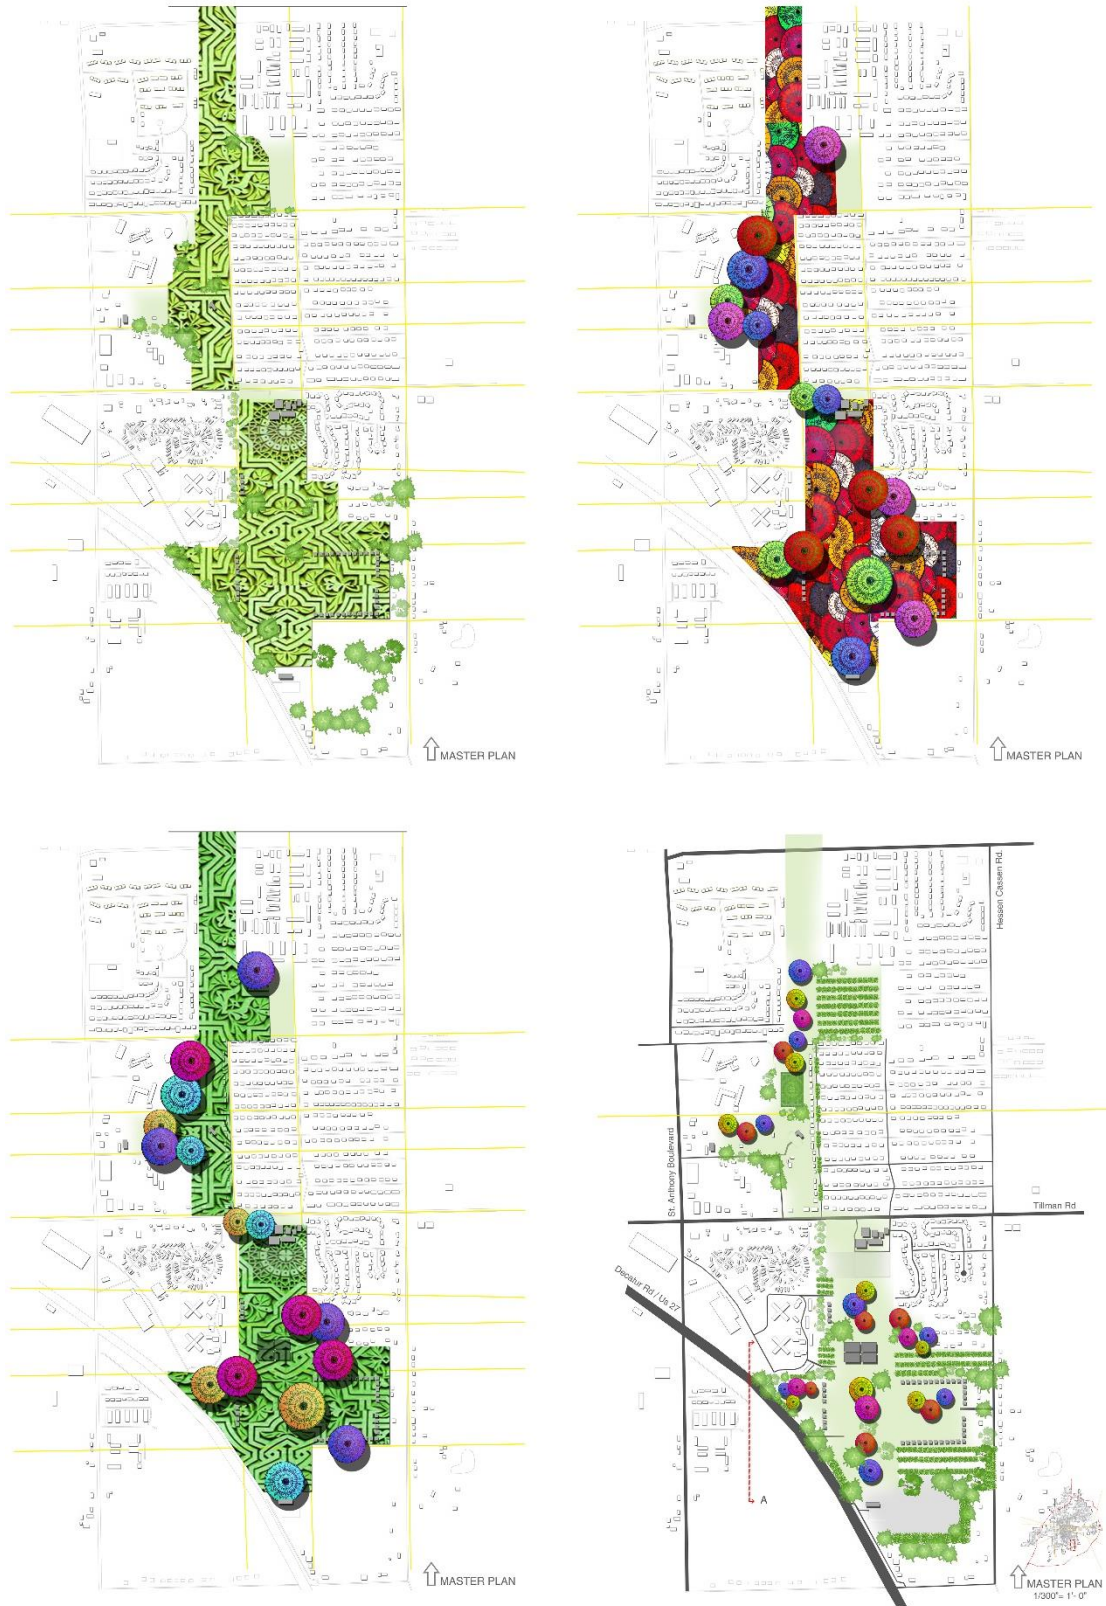 MASTER PLAN
MASTER PLAN
MASTER PLAN
Hessen Cassen Rd.
St. Anthony Boulevard
Tillman Rd
Decatur Rd / Us 27
A
MASTER PLAN
1/300"= 1'- 0"